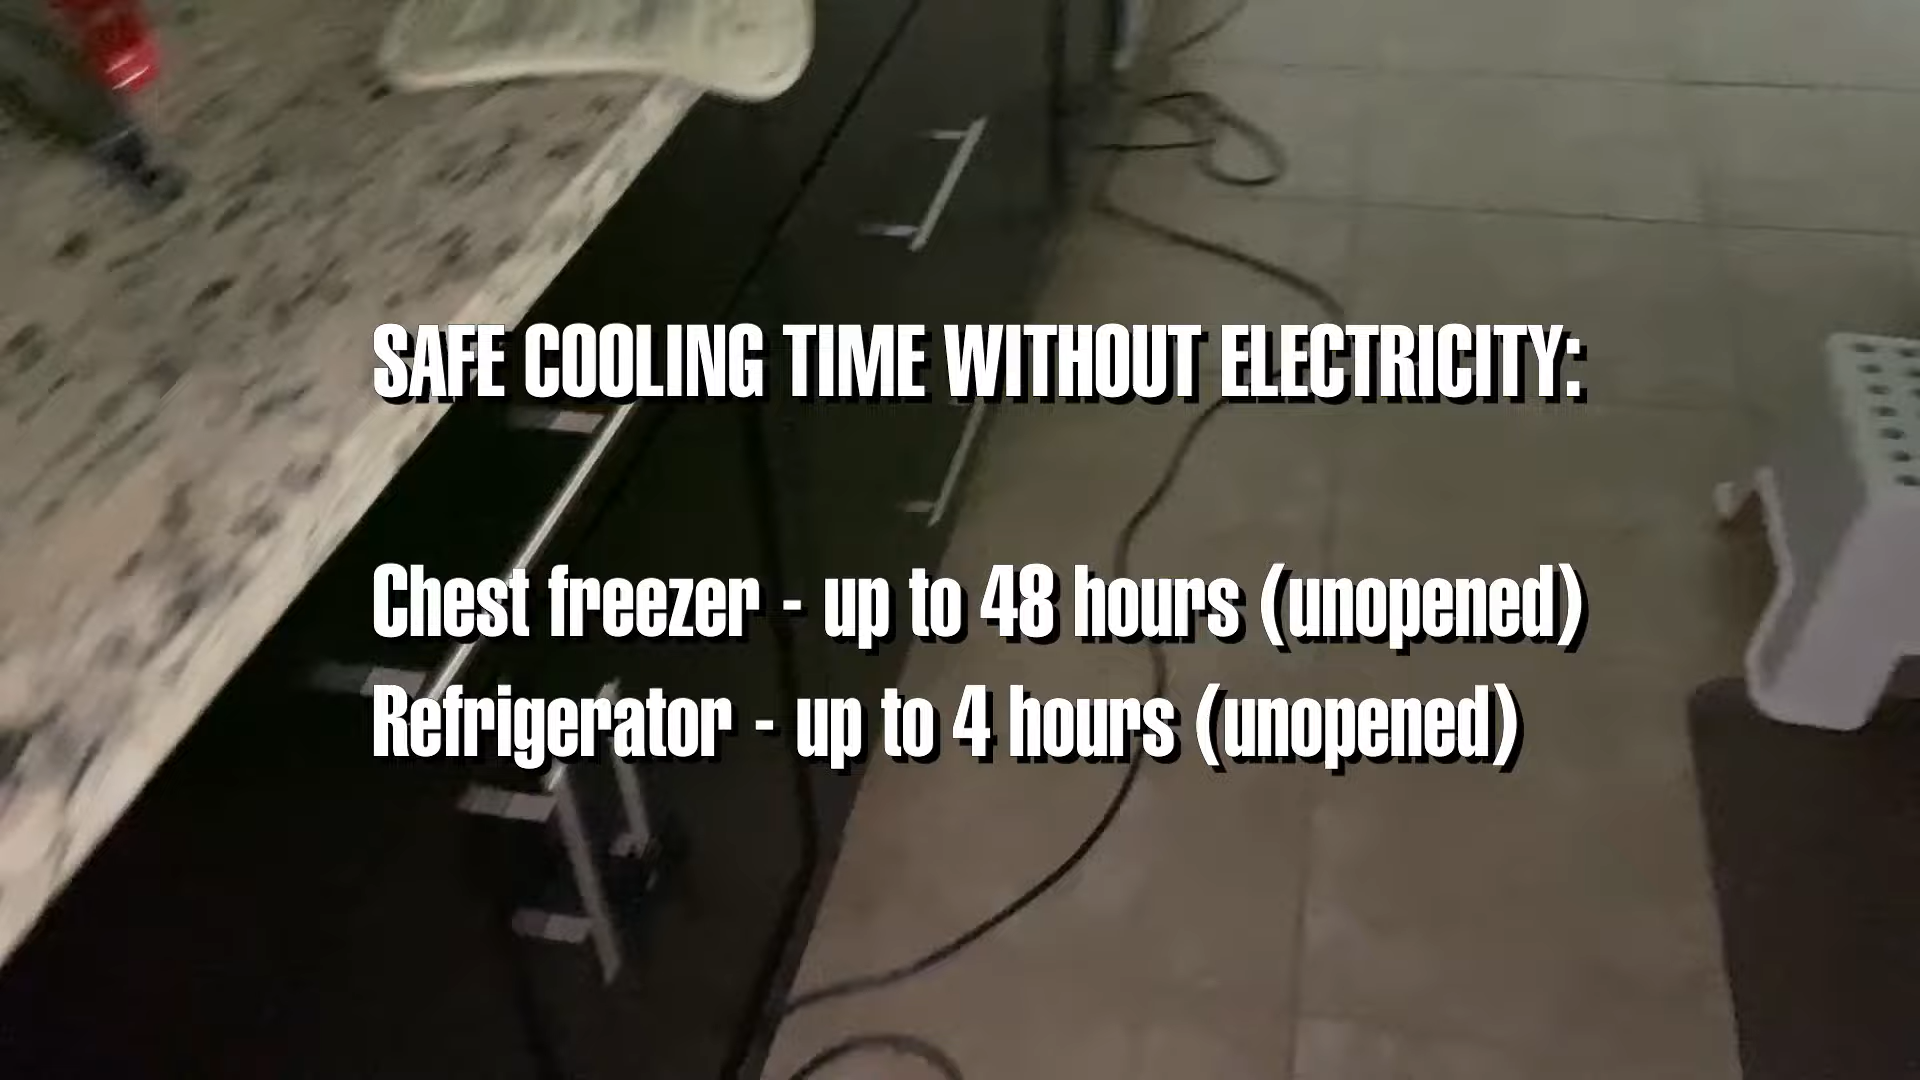 SAFE COOLING TIME WITHOUT ELECTRICITY:
Chest freezer - up to 48 hours (unopened)
Refrigerator - up to 4 hours (unopened)